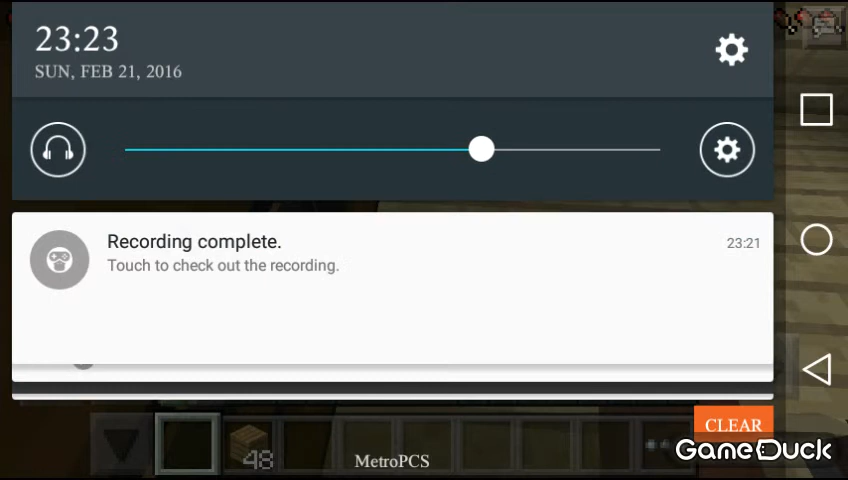 23:23
SUN, FEB 21, 2016
Recording complete.
23:21
Touch to check out the recording.
CLEAR
GameDuck
48
MetroPCS